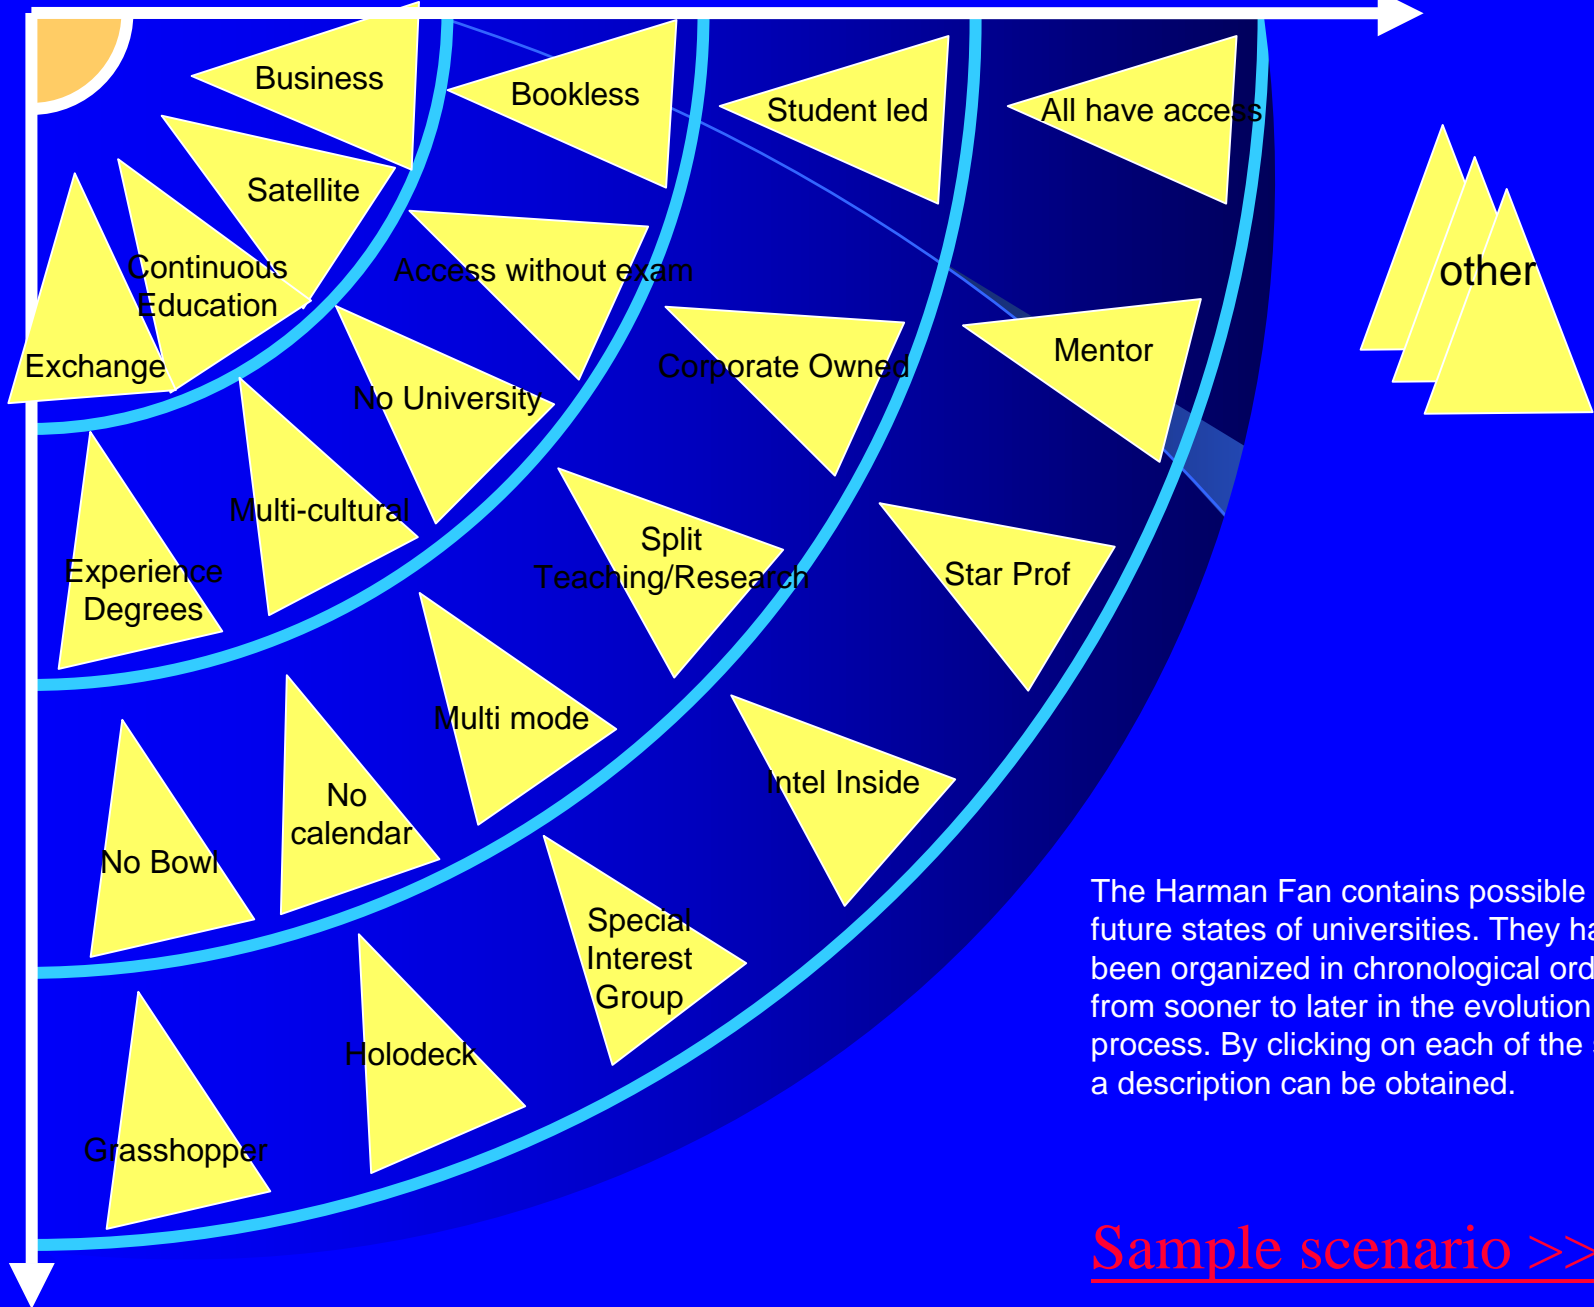 Business
Bookless
Student led
All have access
Satellite
Continuous
Education
Exchange
Access without exam
No University
Multi-cultural
Experience
Degrees
Corporate Owned
Split
Teaching/Research
Multi mode
No
calendar
No Bowl
Mentor
Star Prof
Intel Inside
Special
Interest
Group
Holodeck
Grasshopper
other
The Harman Fan contains possible
future states of universities. They
been organized in chronological
from sooner to later in the evolution
process. By clicking on each of the
a description can be obtained.
Sample scenario >>